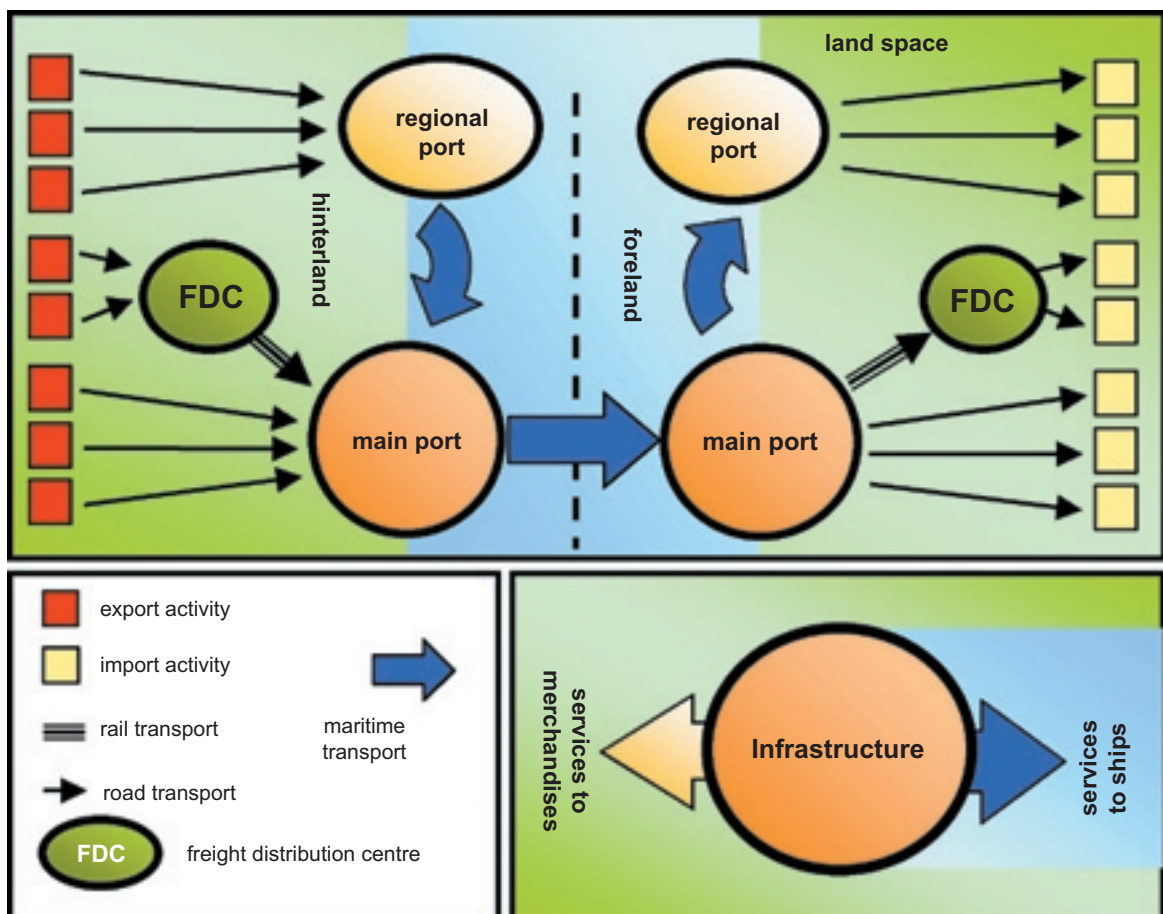 land space
regional
port
regional
port
hinterland
foreland
FDC
FDC
main port
main port
export activity
import activity
rail transport
maritime
transport
road transport
FDC
freight distribution centre
services to
merchandises
Infrastructure
services
to ships